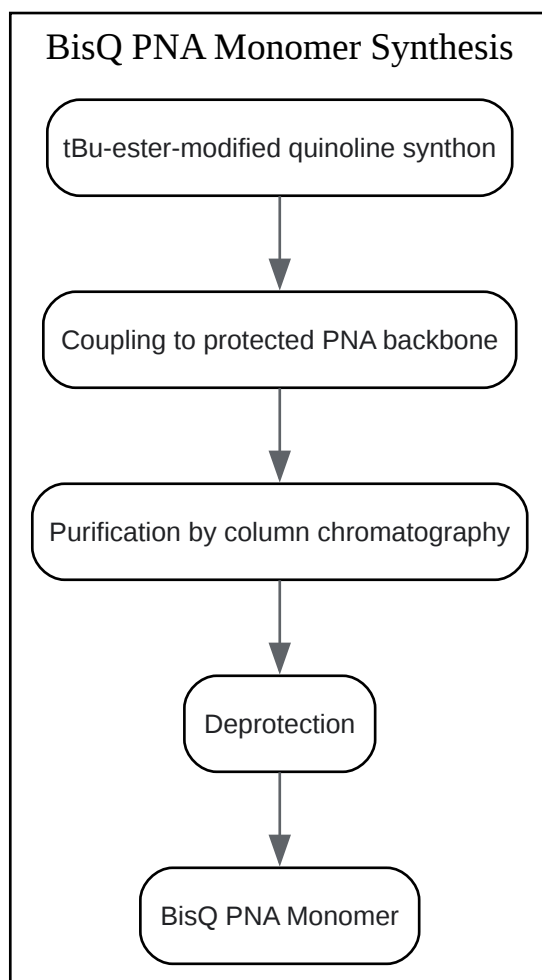 BisQ PNA Monomer Synthesis
tBu-ester-modified quinoline synthon
Coupling to protected PNA backbone
Purification by column chromatography
Deprotection
BisQ PNA Monomer